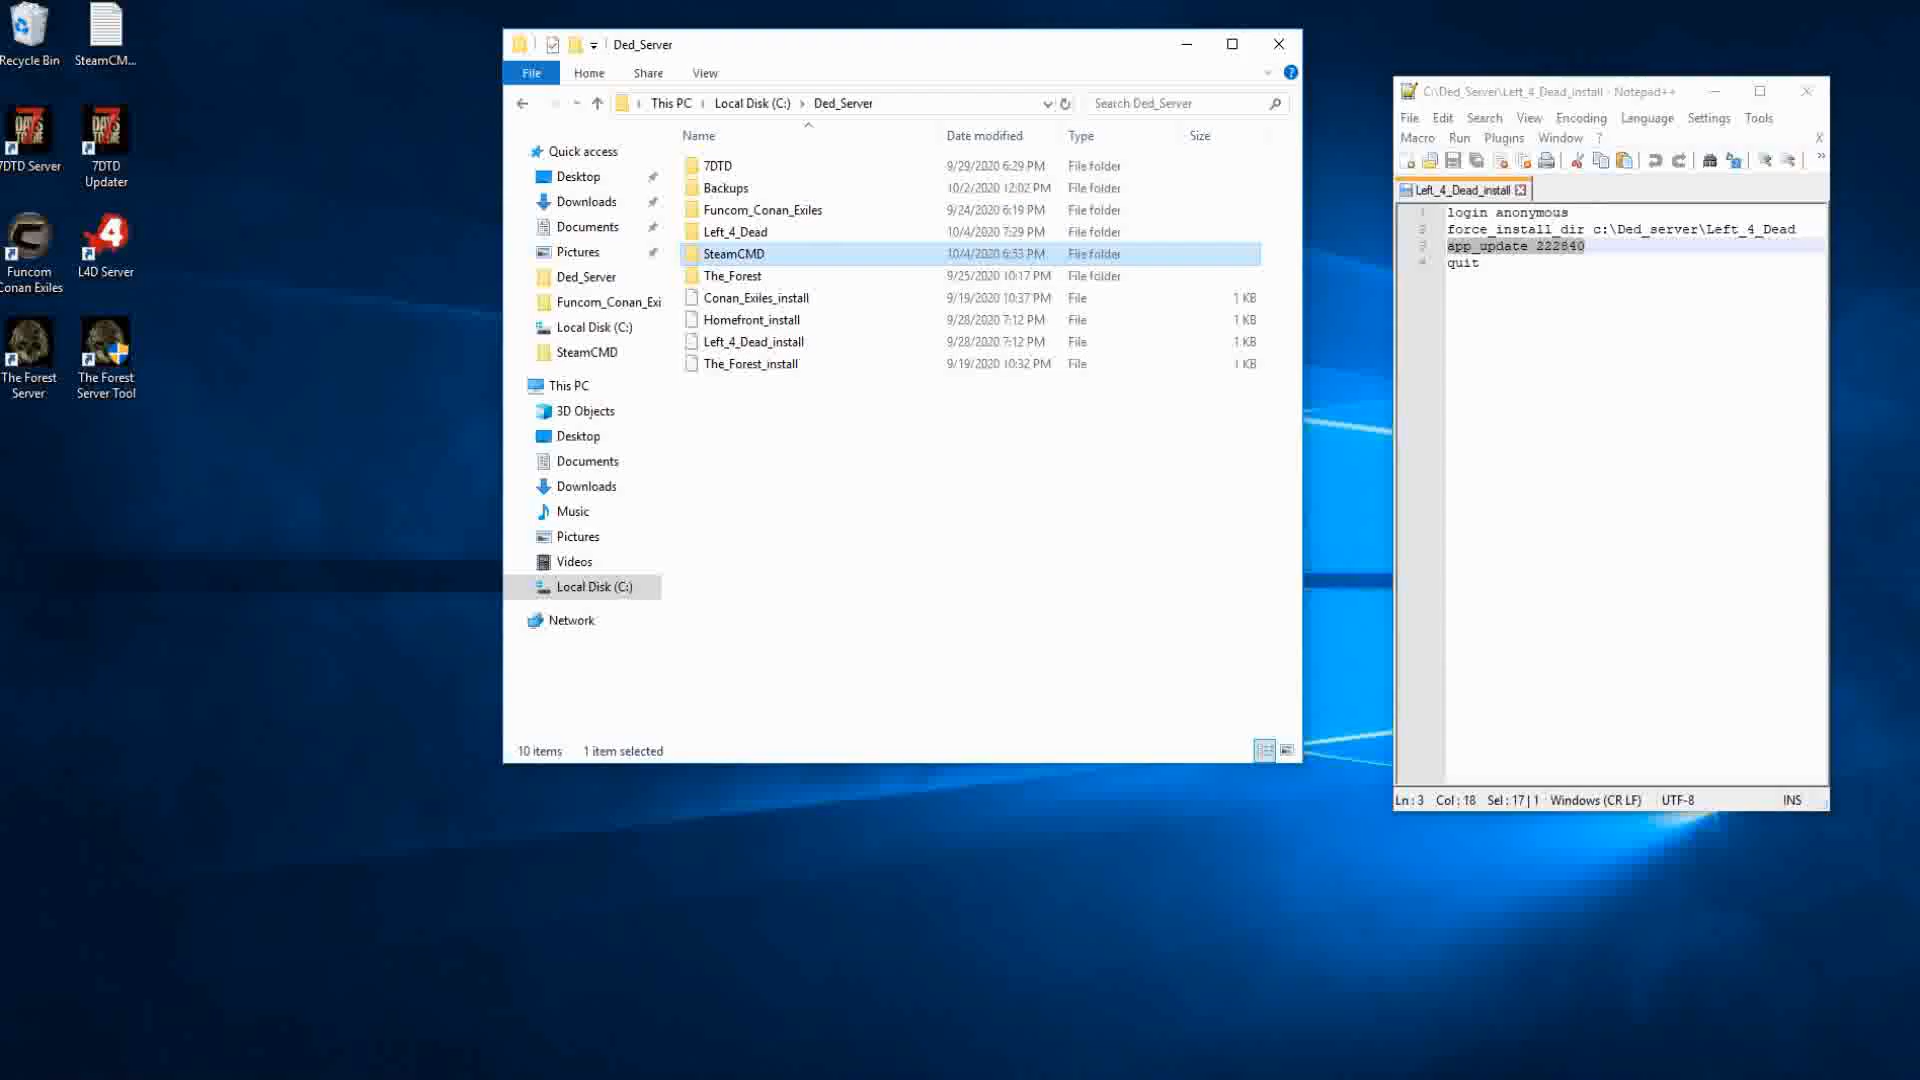 Recycle Bin
SteamCM...
7DTD Server
7DTD
Updater
Funcom
Conan Exiles
L4D Server
The Forest
Server
The Forest
Server Tool
Ded_Server
File Home Share View
This PC Local Disk (C:) Ded_Server
Search Ded_Server
Name Date modified Type Size
7DTD 9/29/2020 6:29 PM File folder
Backups 10/2/2020 12:02 PM File folder
Funcom_Conan_Exiles 9/24/2020 6:19 PM File folder
Left_4_Dead 10/4/2020 7:29 PM File folder
SteamCMD 10/4/2020 6:53 PM File folder
The_Forest 9/25/2020 10:17 PM File folder
Conan_Exiles_install 9/19/2020 10:37 PM File 1 KB
Homefront_install 9/28/2020 7:12 PM File 1 KB
Left_4_Dead_install 9/28/2020 7:12 PM File 1 KB
The_Forest_install 9/19/2020 10:32 PM File 1 KB
Quick access
Desktop
Downloads
Documents
Pictures
Ded_Server
Funcom_Conan_Exi
Local Disk (C:)
SteamCMD
This PC
3D Objects
Desktop
Documents
Downloads
Music
Pictures
Videos
Local Disk (C:)
Network
10 items 1 item selected
C:\Ded_Server\Left_4_Dead_install - Notepad++
File Edit Search View Encoding Language Settings Tools
Macro Run Plugins Window ? X
Left_4_Dead_install
1 login anonymous
2 force_install_dir c:\Ded_server\Left_4_Dead
3 app_update 222840
4 quit
Ln : 3 Col : 18 Sel : 17 | 1 Windows (CR LF) UTF-8 INS